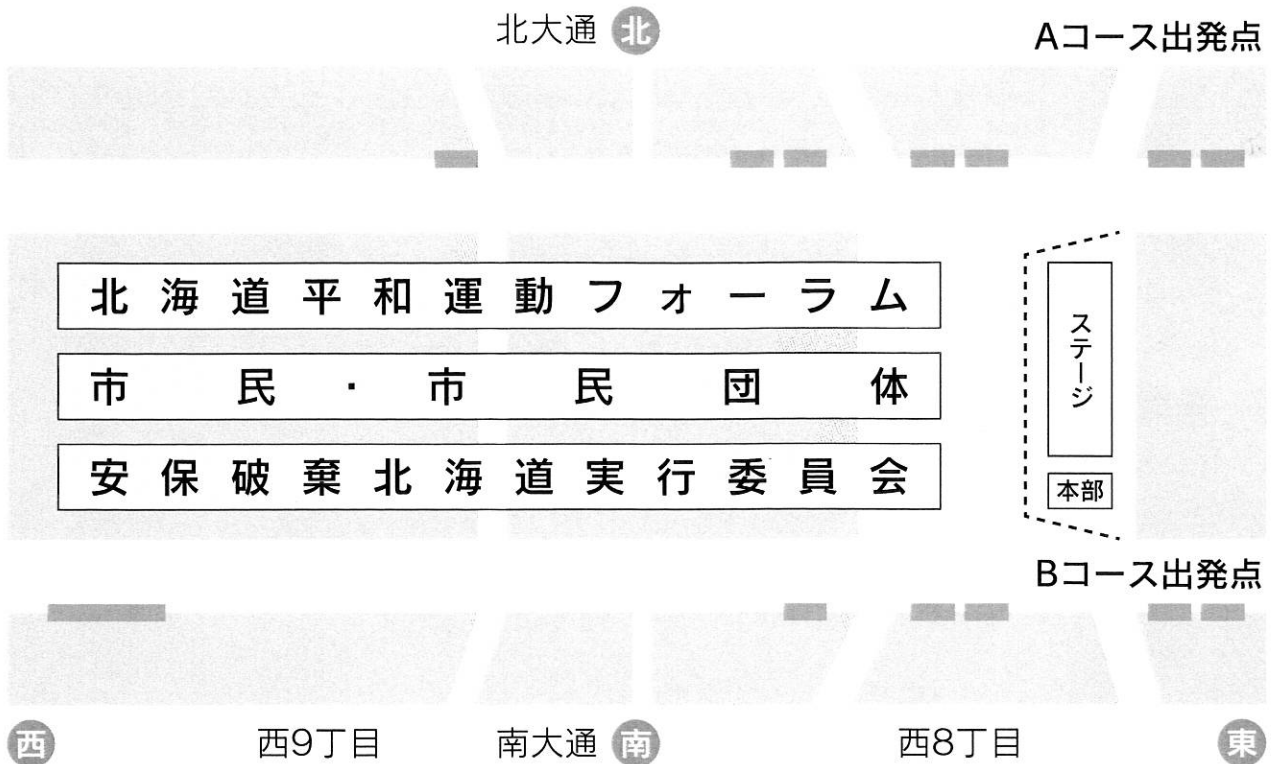 北大通 北
Aコース出発点
北海道平和運動フォーラム
市民・市民団体
安保破棄北海道実行委員会
ステージ
本部
Bコース出発点
西 西9丁目 南大通 南 西8丁目 東